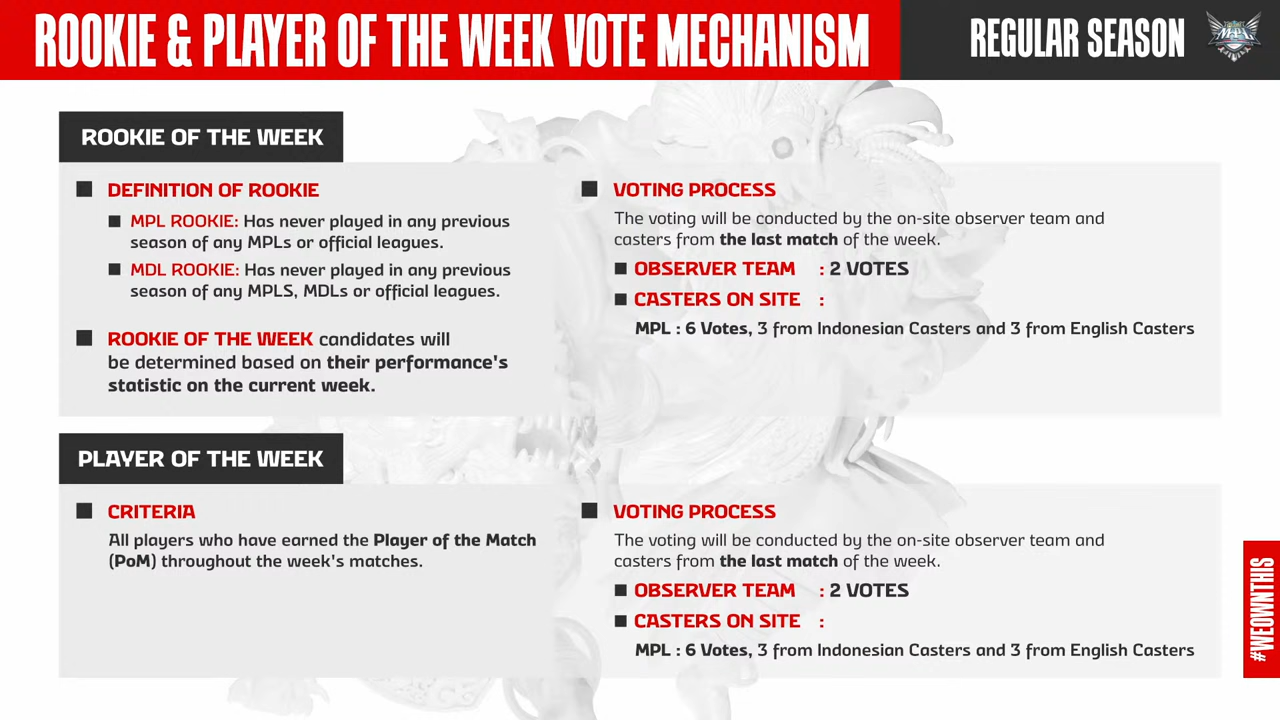 ROOKIE & PLAYER OF THE WEEK VOTE MECHANISM
REGULAR SEASON
ROOKIE OF THE WEEK
DEFINITION OF ROOKIE
MPL ROOKIE: Has never played in any previous
season of any MPLs or official leagues.
MDL ROOKIE: Has never played in any previous
season of any MPLS, MDLs or official leagues.
ROOKIE OF THE WEEK candidates will
be determined based on their performance's
statistic on the current week.
VOTING PROCESS
The voting will be conducted by the on-site observer team and
casters from the last match of the week.
OBSERVER TEAM : 2 VOTES
CASTERS ON SITE :
MPL : 6 Votes, 3 from Indonesian Casters and 3 from English Casters
PLAYER OF THE WEEK
CRITERIA
All players who have earned the Player of the Match
(PoM) throughout the week's matches.
VOTING PROCESS
The voting will be conducted by the on-site observer team and
casters from the last match of the week.
OBSERVER TEAM : 2 VOTES
CASTERS ON SITE :
MPL : 6 Votes, 3 from Indonesian Casters and 3 from English Casters
#WEOWNTHIS